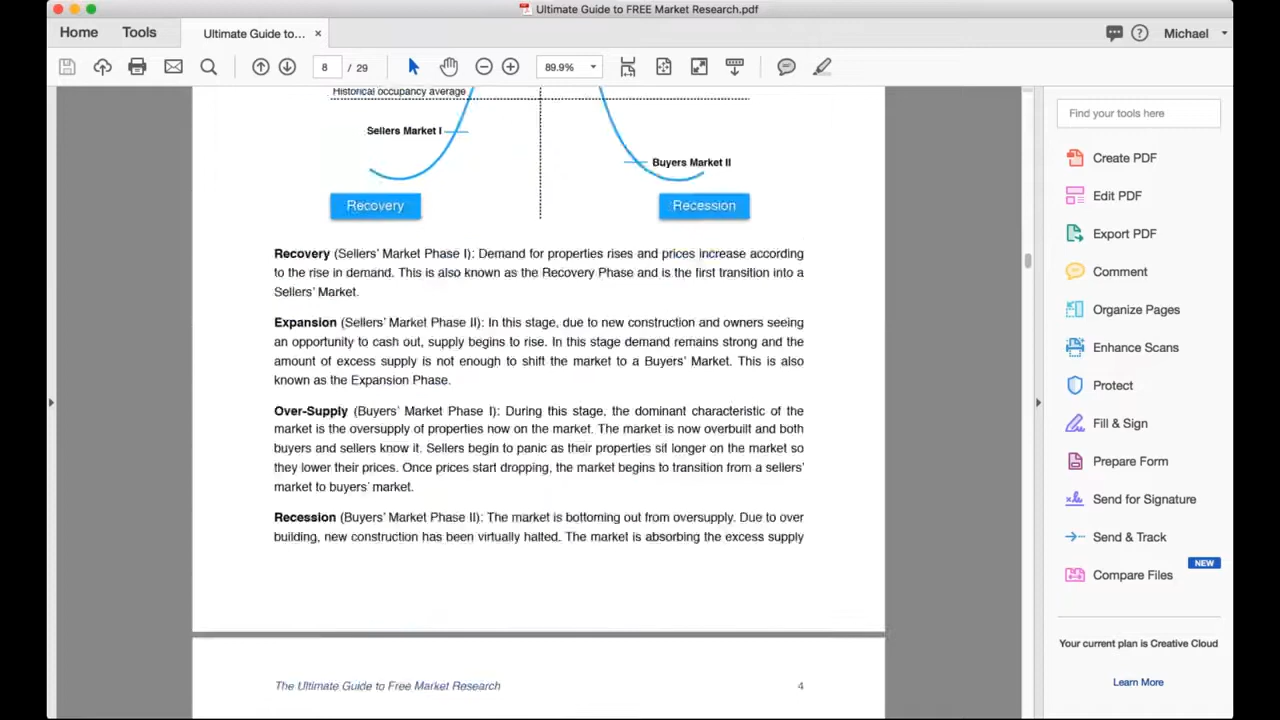 Ultimate Guide to FREE Market Research.pdf
Home
Tools
Ultimate Guide to... ×
Michael
8 / 29
89.9%
Historical occupancy average
Sellers Market I
Buyers Market II
Recovery
Recession
Recovery (Sellers' Market Phase I): Demand for properties rises and prices increase according
to the rise in demand. This is also known as the Recovery Phase and is the first transition into a
Sellers' Market.
Expansion (Sellers' Market Phase II): In this stage, due to new construction and owners seeing
an opportunity to cash out, supply begins to rise. In this stage demand remains strong and the
amount of excess supply is not enough to shift the market to a Buyers' Market. This is also
known as the Expansion Phase.
Over-Supply (Buyers' Market Phase I): During this stage, the dominant characteristic of the
market is the oversupply of properties now on the market. The market is now overbuilt and both
buyers and sellers know it. Sellers begin to panic as their properties sit longer on the market so
they lower their prices. Once prices start dropping, the market begins to transition from a sellers'
market to buyers' market.
Recession (Buyers' Market Phase II): The market is bottoming out from oversupply. Due to over
building, new construction has been virtually halted. The market is absorbing the excess supply
The Ultimate Guide to Free Market Research 4
Find your tools here
Create PDF
Edit PDF
Export PDF
Comment
Organize Pages
Enhance Scans
Protect
Fill & Sign
Prepare Form
Send for Signature
Send & Track
NEW
Compare Files
Your current plan is Creative Cloud
Learn More